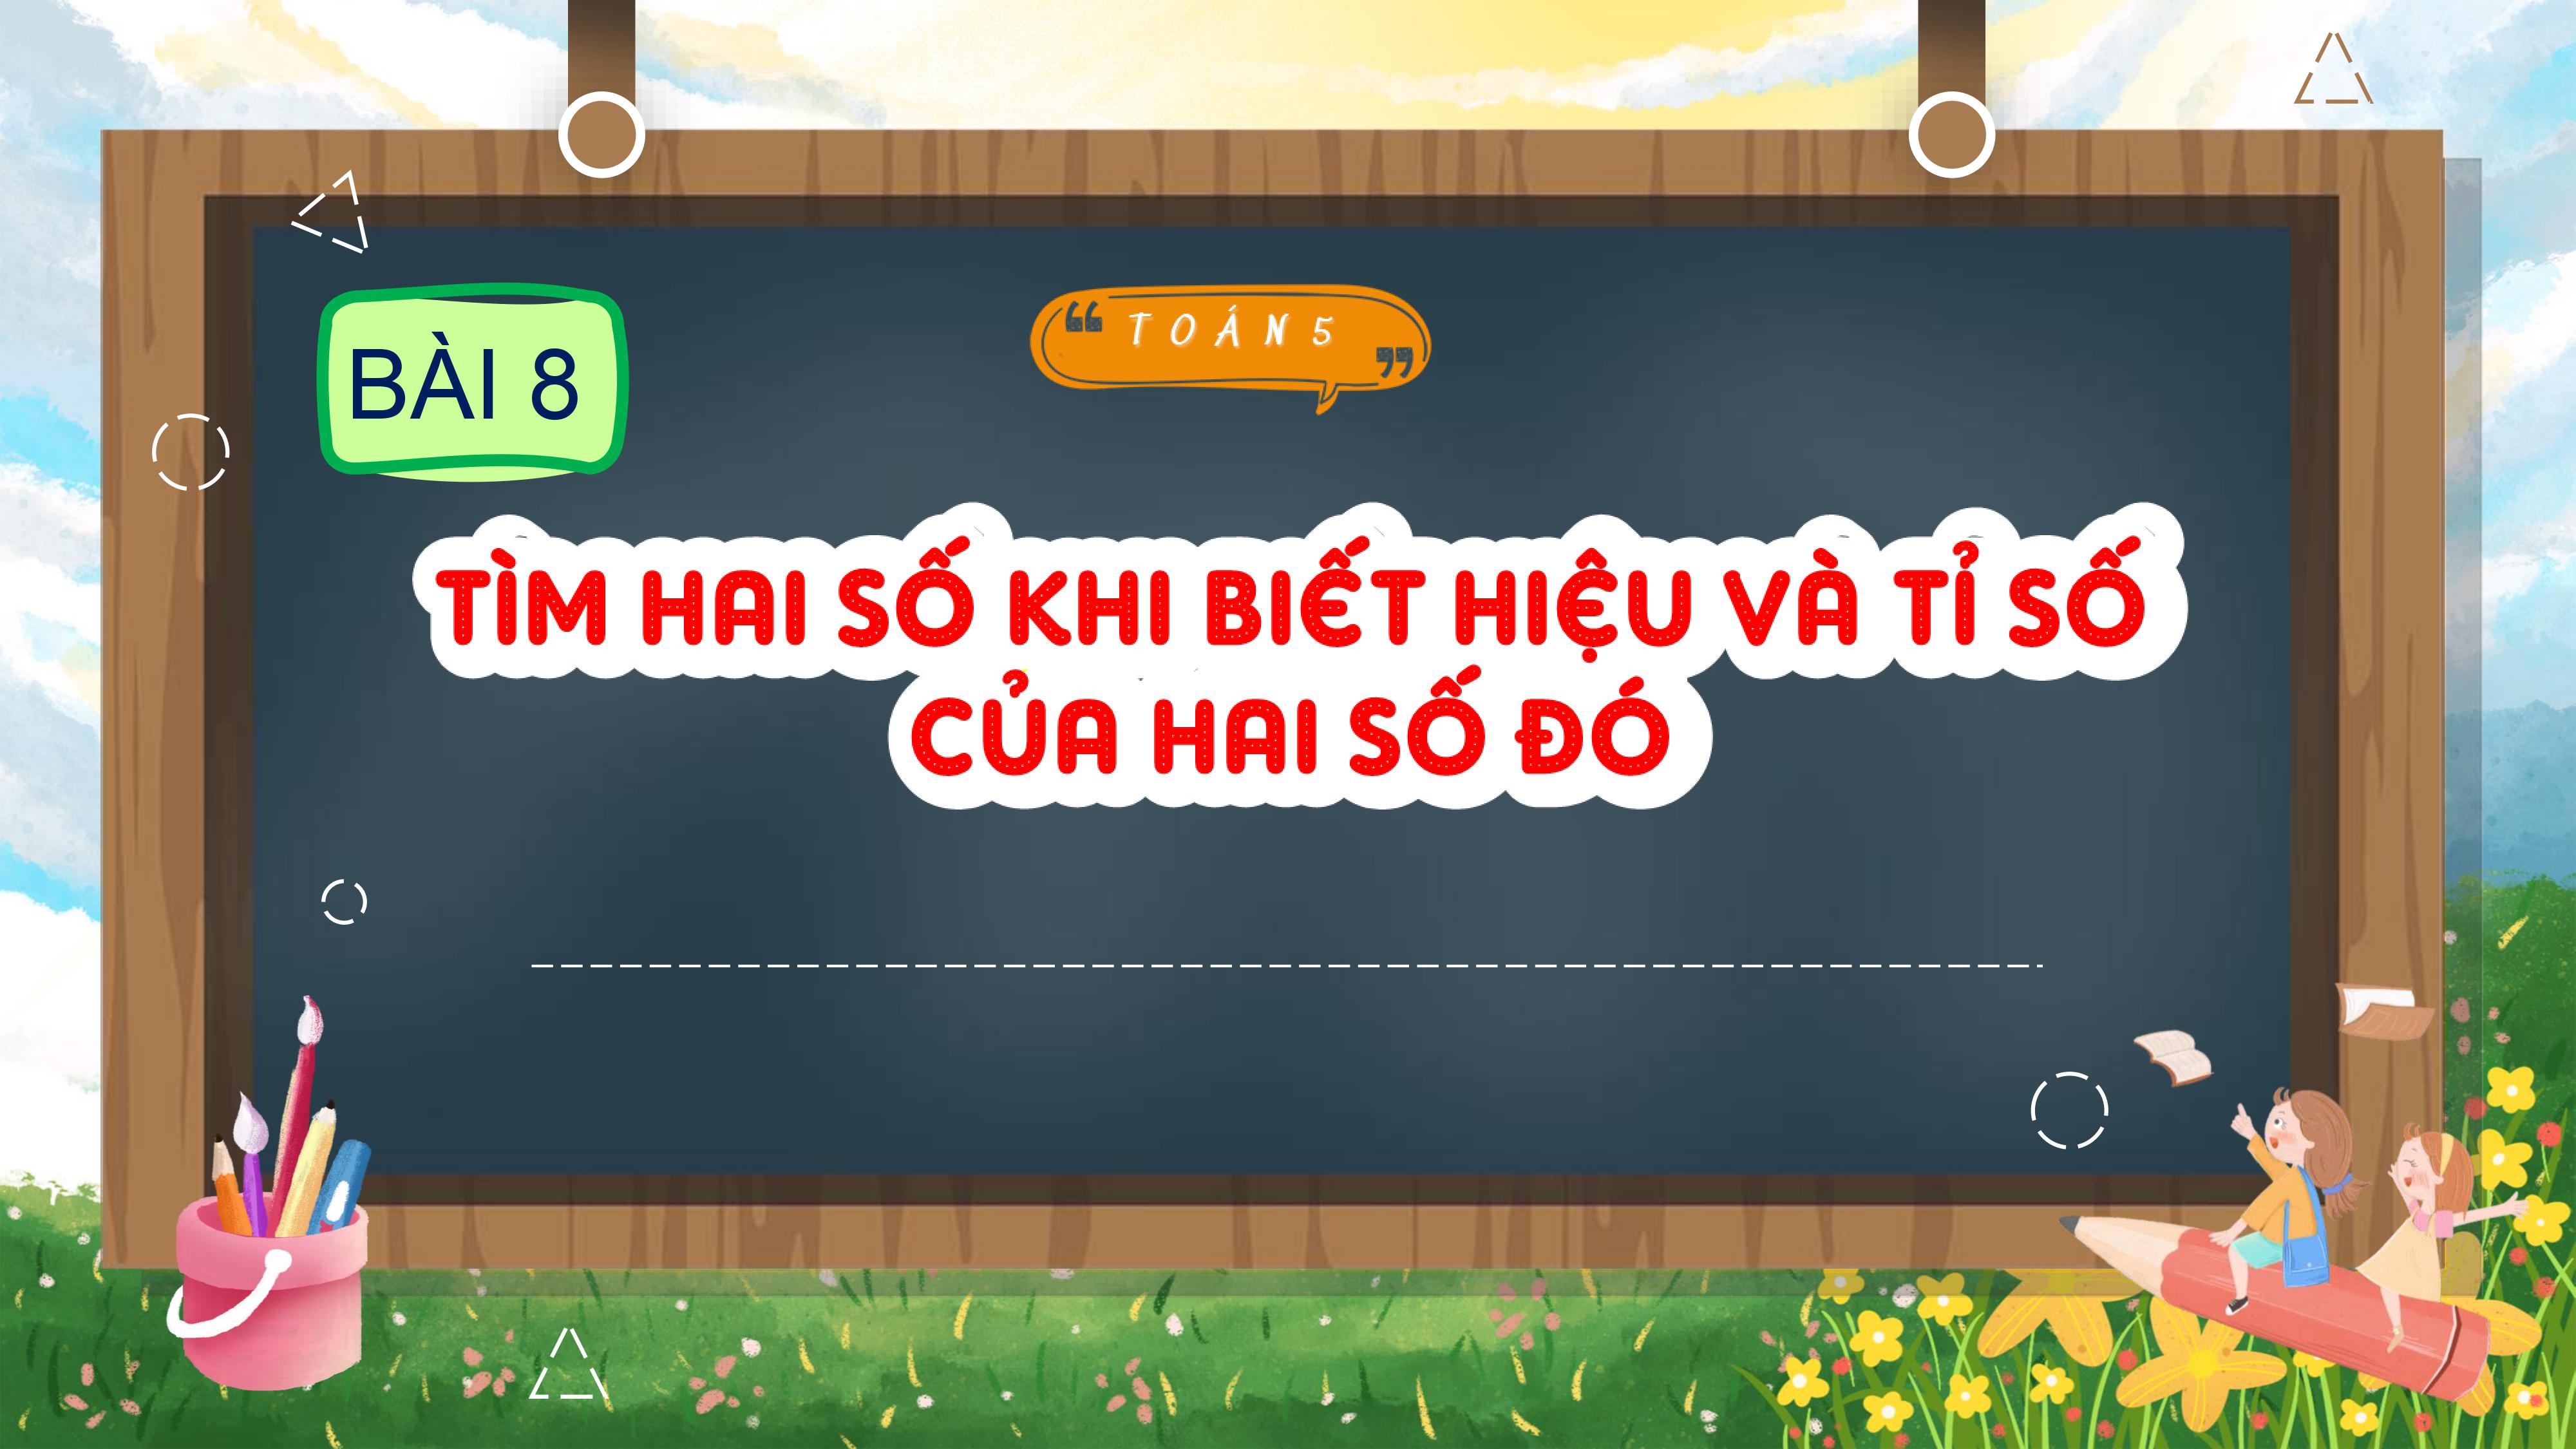 BÀI 8
“ TOÁN 5 ”
TÌM HAI SỐ KHI BIẾT HIỆU VÀ TỈ SỐ
CỦA HAI SỐ ĐÓ